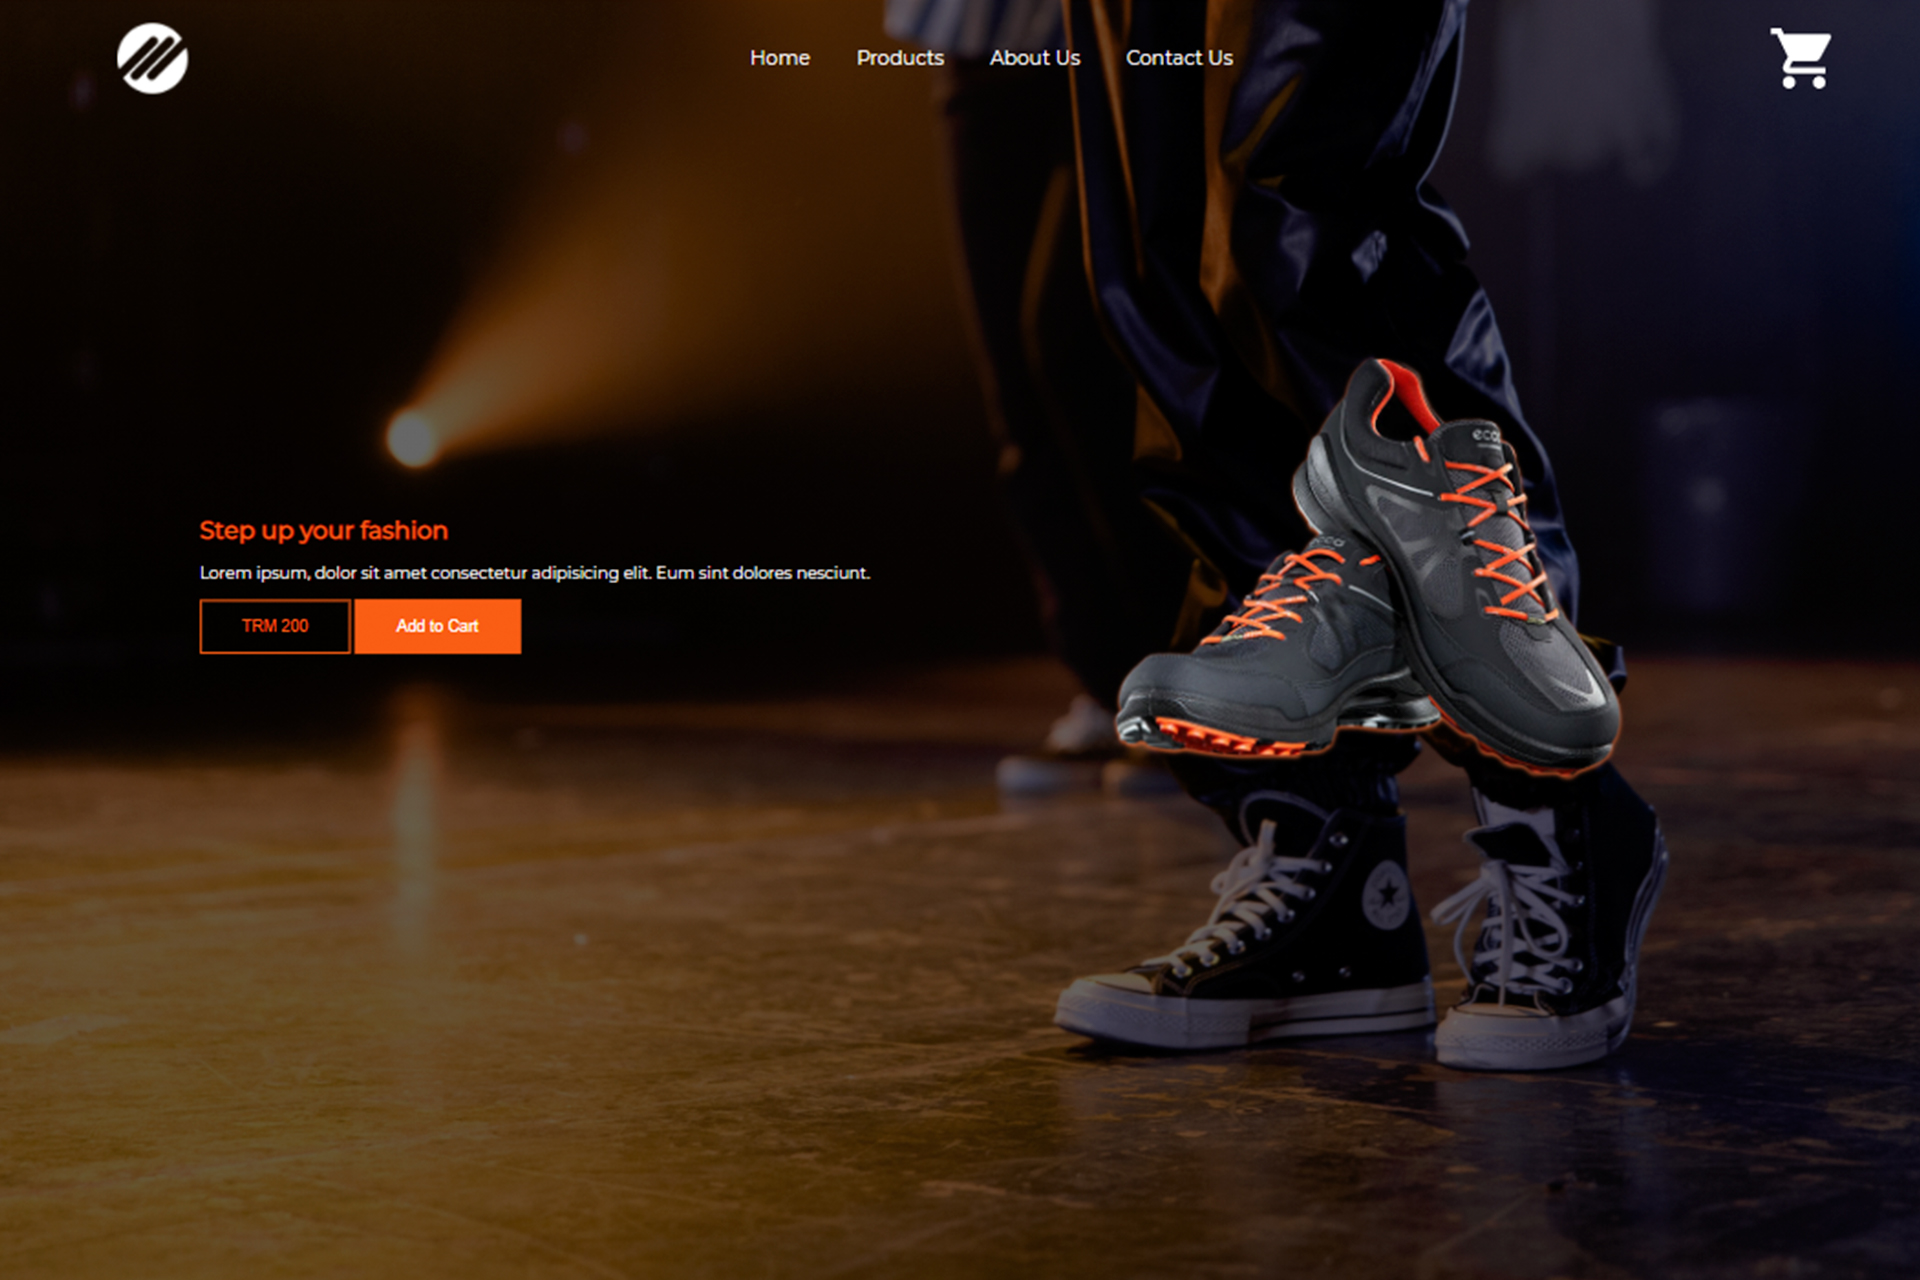 Home Products About Us Contact Us
ecco
Step up your fashion
Lorem ipsum, dolor sit amet consectetur adipisicing elit. Eum sint dolores nesciunt.
TRM 200 Add to Cart